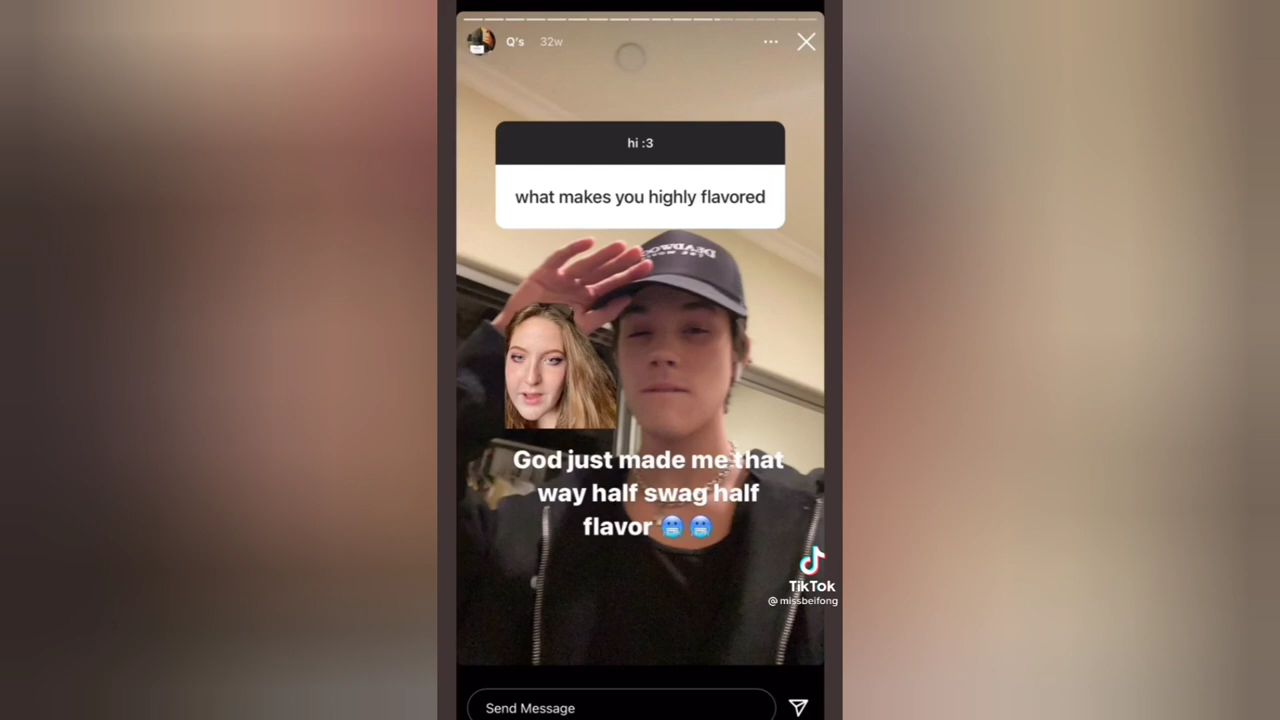 Q's 32w
hi :3
what makes you highly flavored
God just made me that
way half swag half
flavor 🥶🥶
TikTok
@missbeifong
Send Message